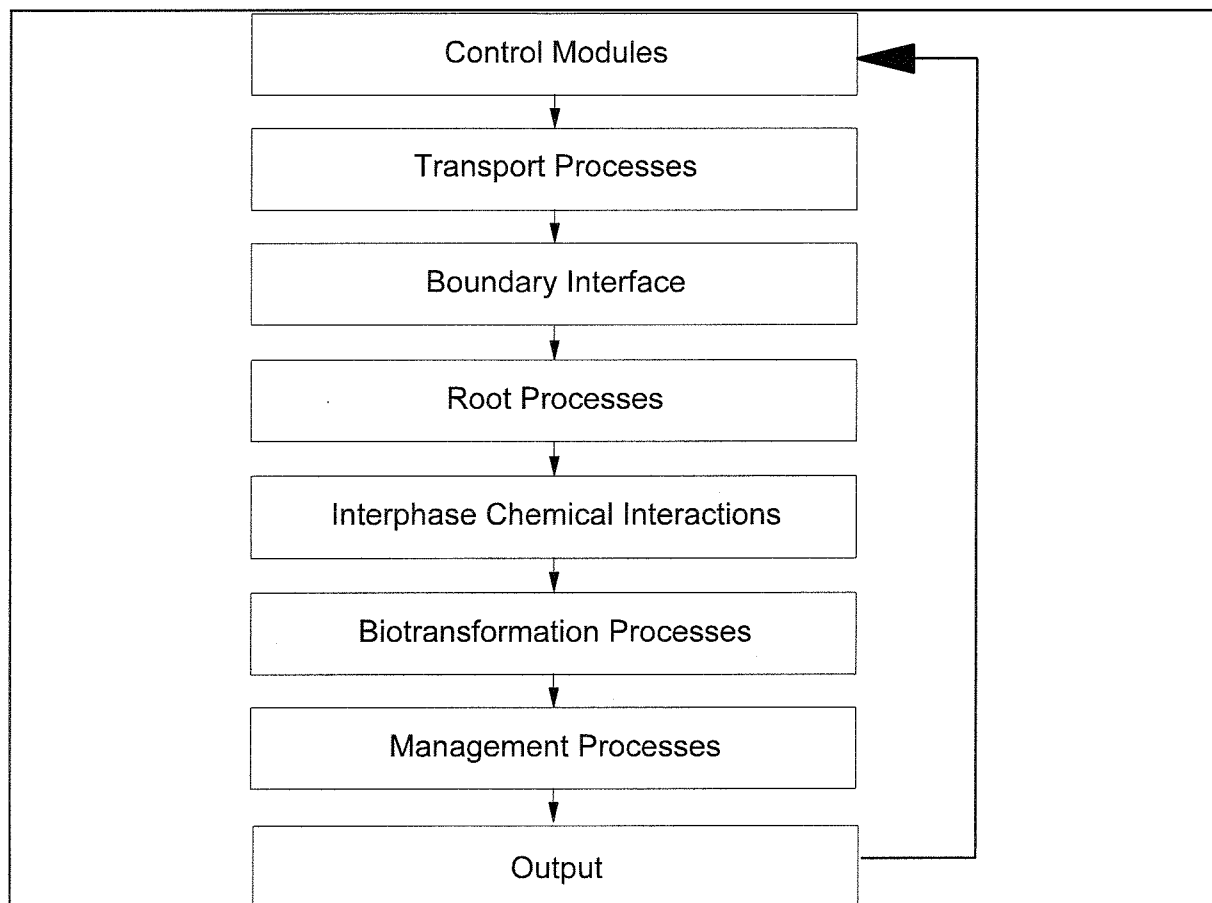 Control Modules
Transport Processes
Boundary Interface
Root Processes
Interphase Chemical Interactions
Biotransformation Processes
Management Processes
Output